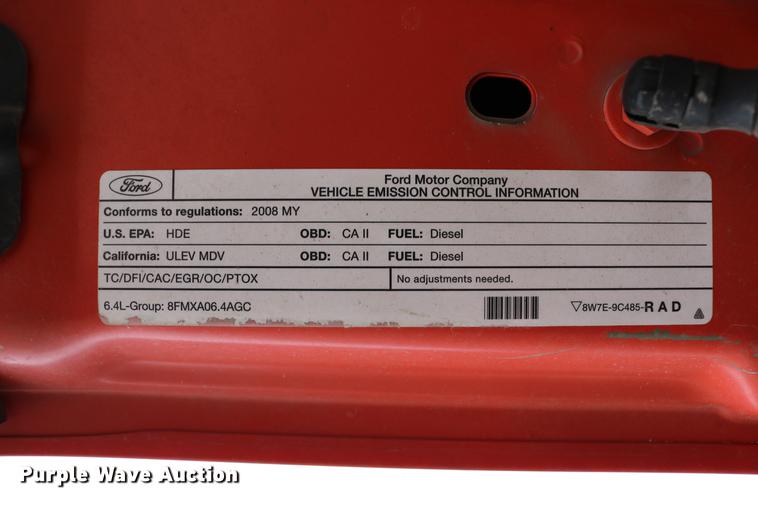 Ford
Ford Motor Company
VEHICLE EMISSION CONTROL INFORMATION
Conforms to regulations: 2008 MY
U.S. EPA: HDE OBD: CA II FUEL: Diesel
California: ULEV MDV OBD: CA II FUEL: Diesel
TC/DFI/CAC/EGR/OC/PTOX No adjustments needed.
6.4L-Group: 8FMXA06.4AGC ▽8W7E-9C485-RAD
Purple Wave Auction